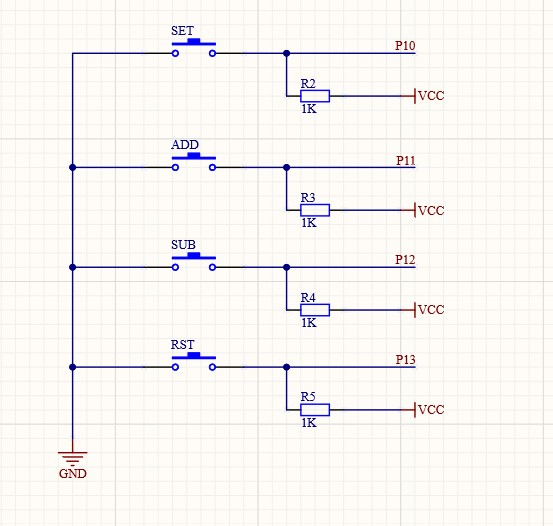 SET
P10
R2
1K
VCC
ADD
P11
R3
1K
VCC
SUB
P12
R4
1K
VCC
RST
P13
R5
1K
VCC
GND